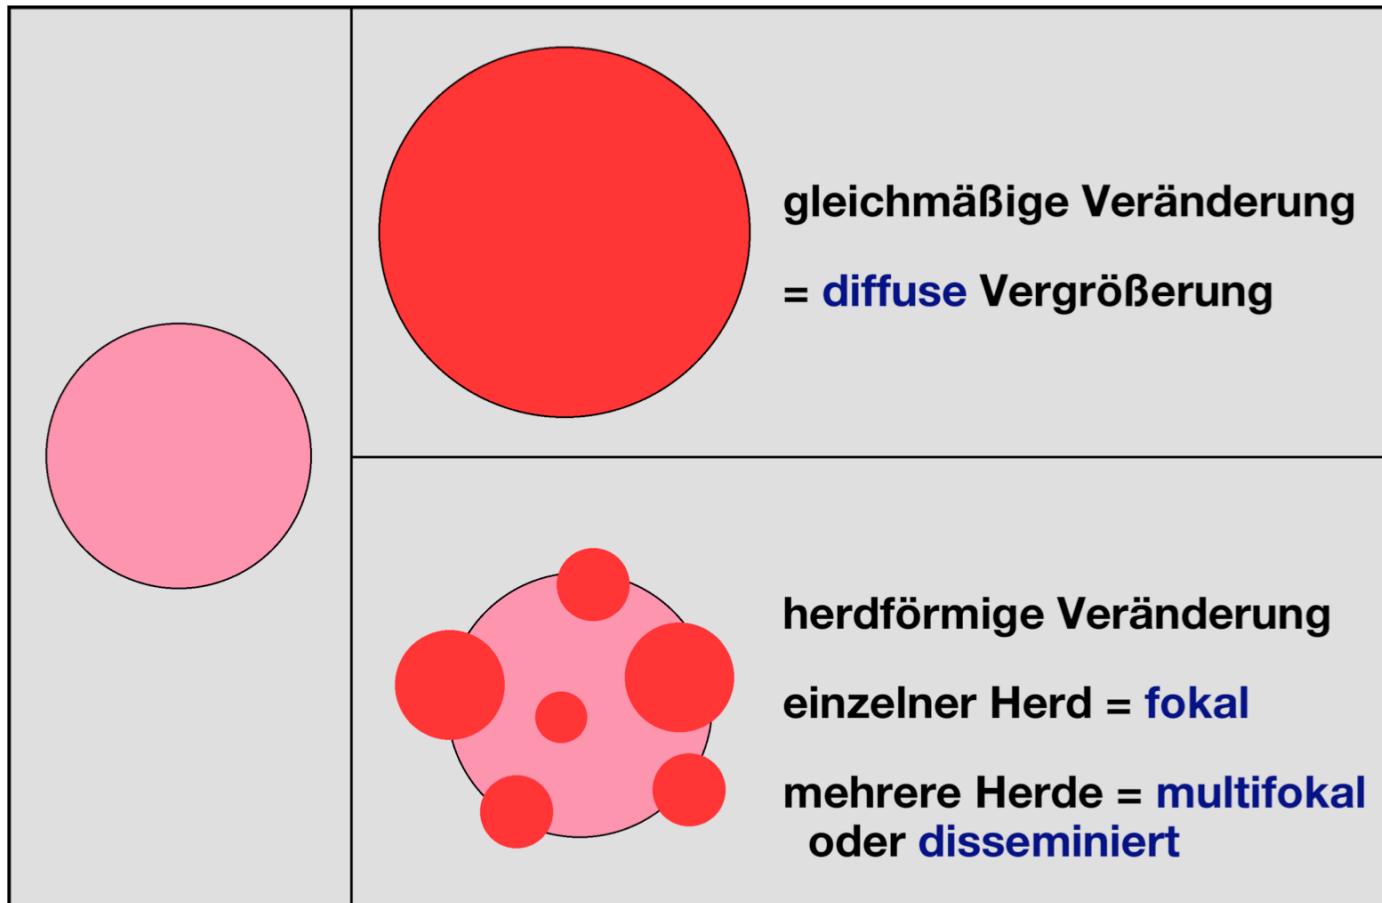 gleichmäßige Veränderung
= diffuse Vergrößerung
herdförmige Veränderung
einzelner Herd = fokal
mehrere Herde = multifokal
oder disseminiert